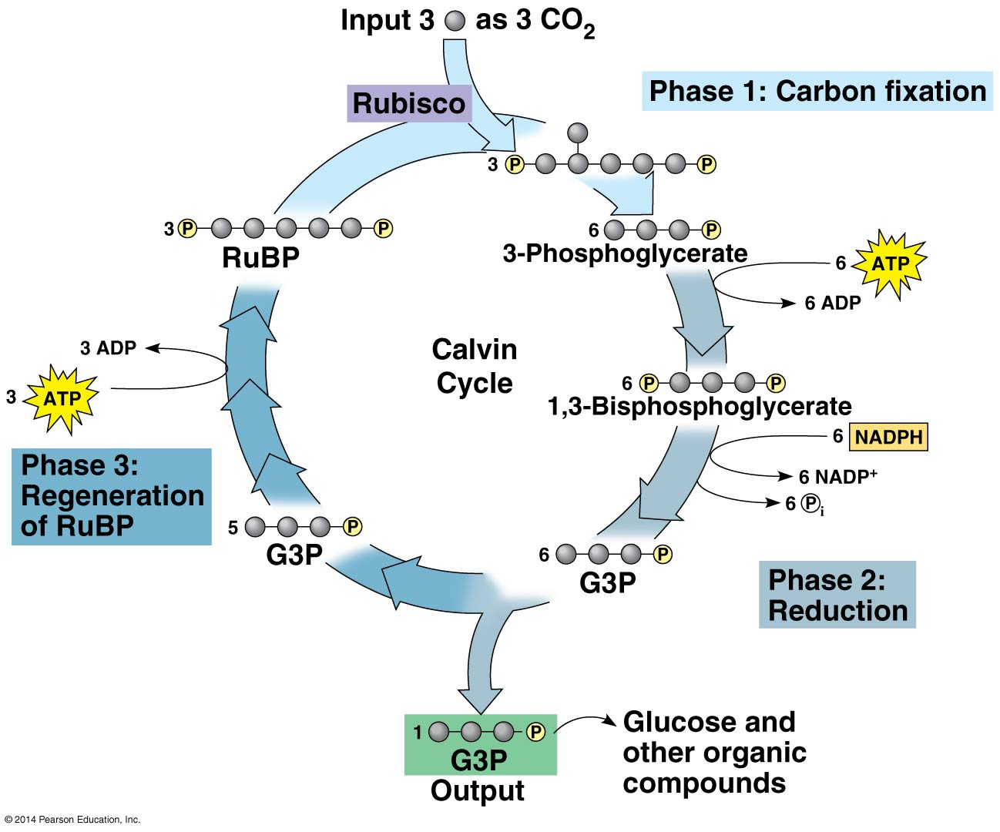 Input 3 as 3 CO2
Rubisco
Phase 1: Carbon fixation
3 P P
3 P P
RuBP
6 P
3-Phosphoglycerate
6 ATP
6 ADP
Calvin
Cycle
3 ADP
3 ATP
6 P P
1,3-Bisphosphoglycerate
6 NADPH
6 NADP+
6 Pi
Phase 3:
Regeneration
of RuBP
5 P
G3P
6 P
G3P
Phase 2:
Reduction
1 P
G3P
Output
Glucose and
other organic
compounds
© 2014 Pearson Education, Inc.